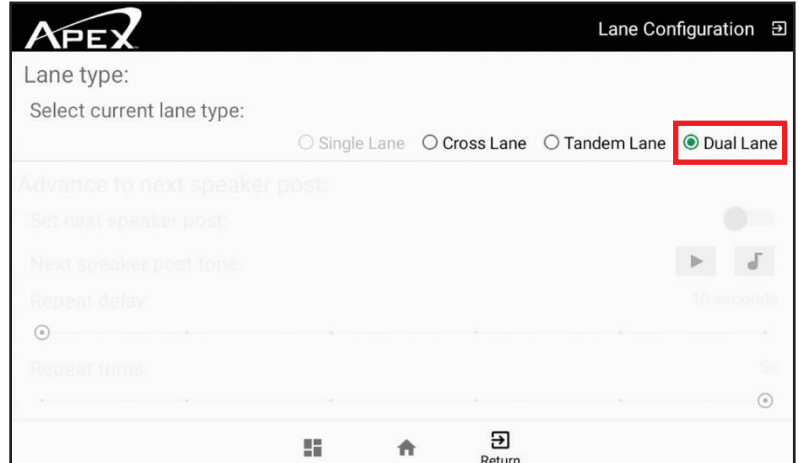 APEX
Lane Configuration
Lane type:
Select current lane type:
Single Lane Cross Lane Tandem Lane Dual Lane
Advance to next speaker post:
Set next speaker post:
Next speaker post tone:
Repeat delay: 10 seconds
Repeat turns: 5x
Return